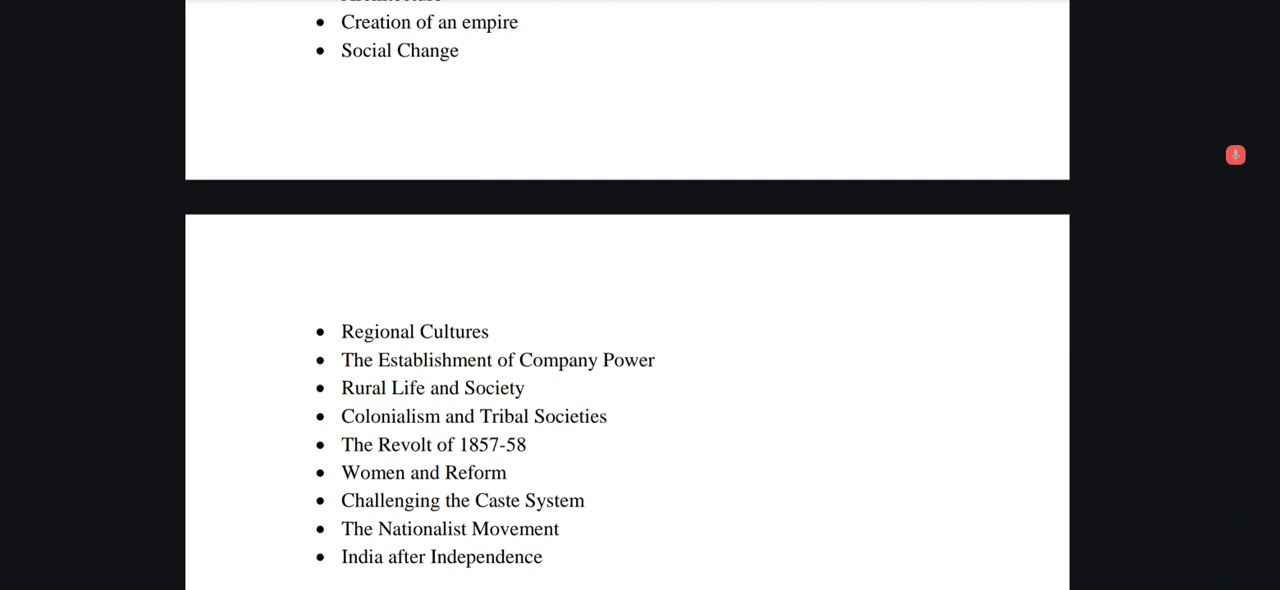 • Creation of an empire
• Social Change
• Regional Cultures
• The Establishment of Company Power
• Rural Life and Society
• Colonialism and Tribal Societies
• The Revolt of 1857-58
• Women and Reform
• Challenging the Caste System
• The Nationalist Movement
• India after Independence